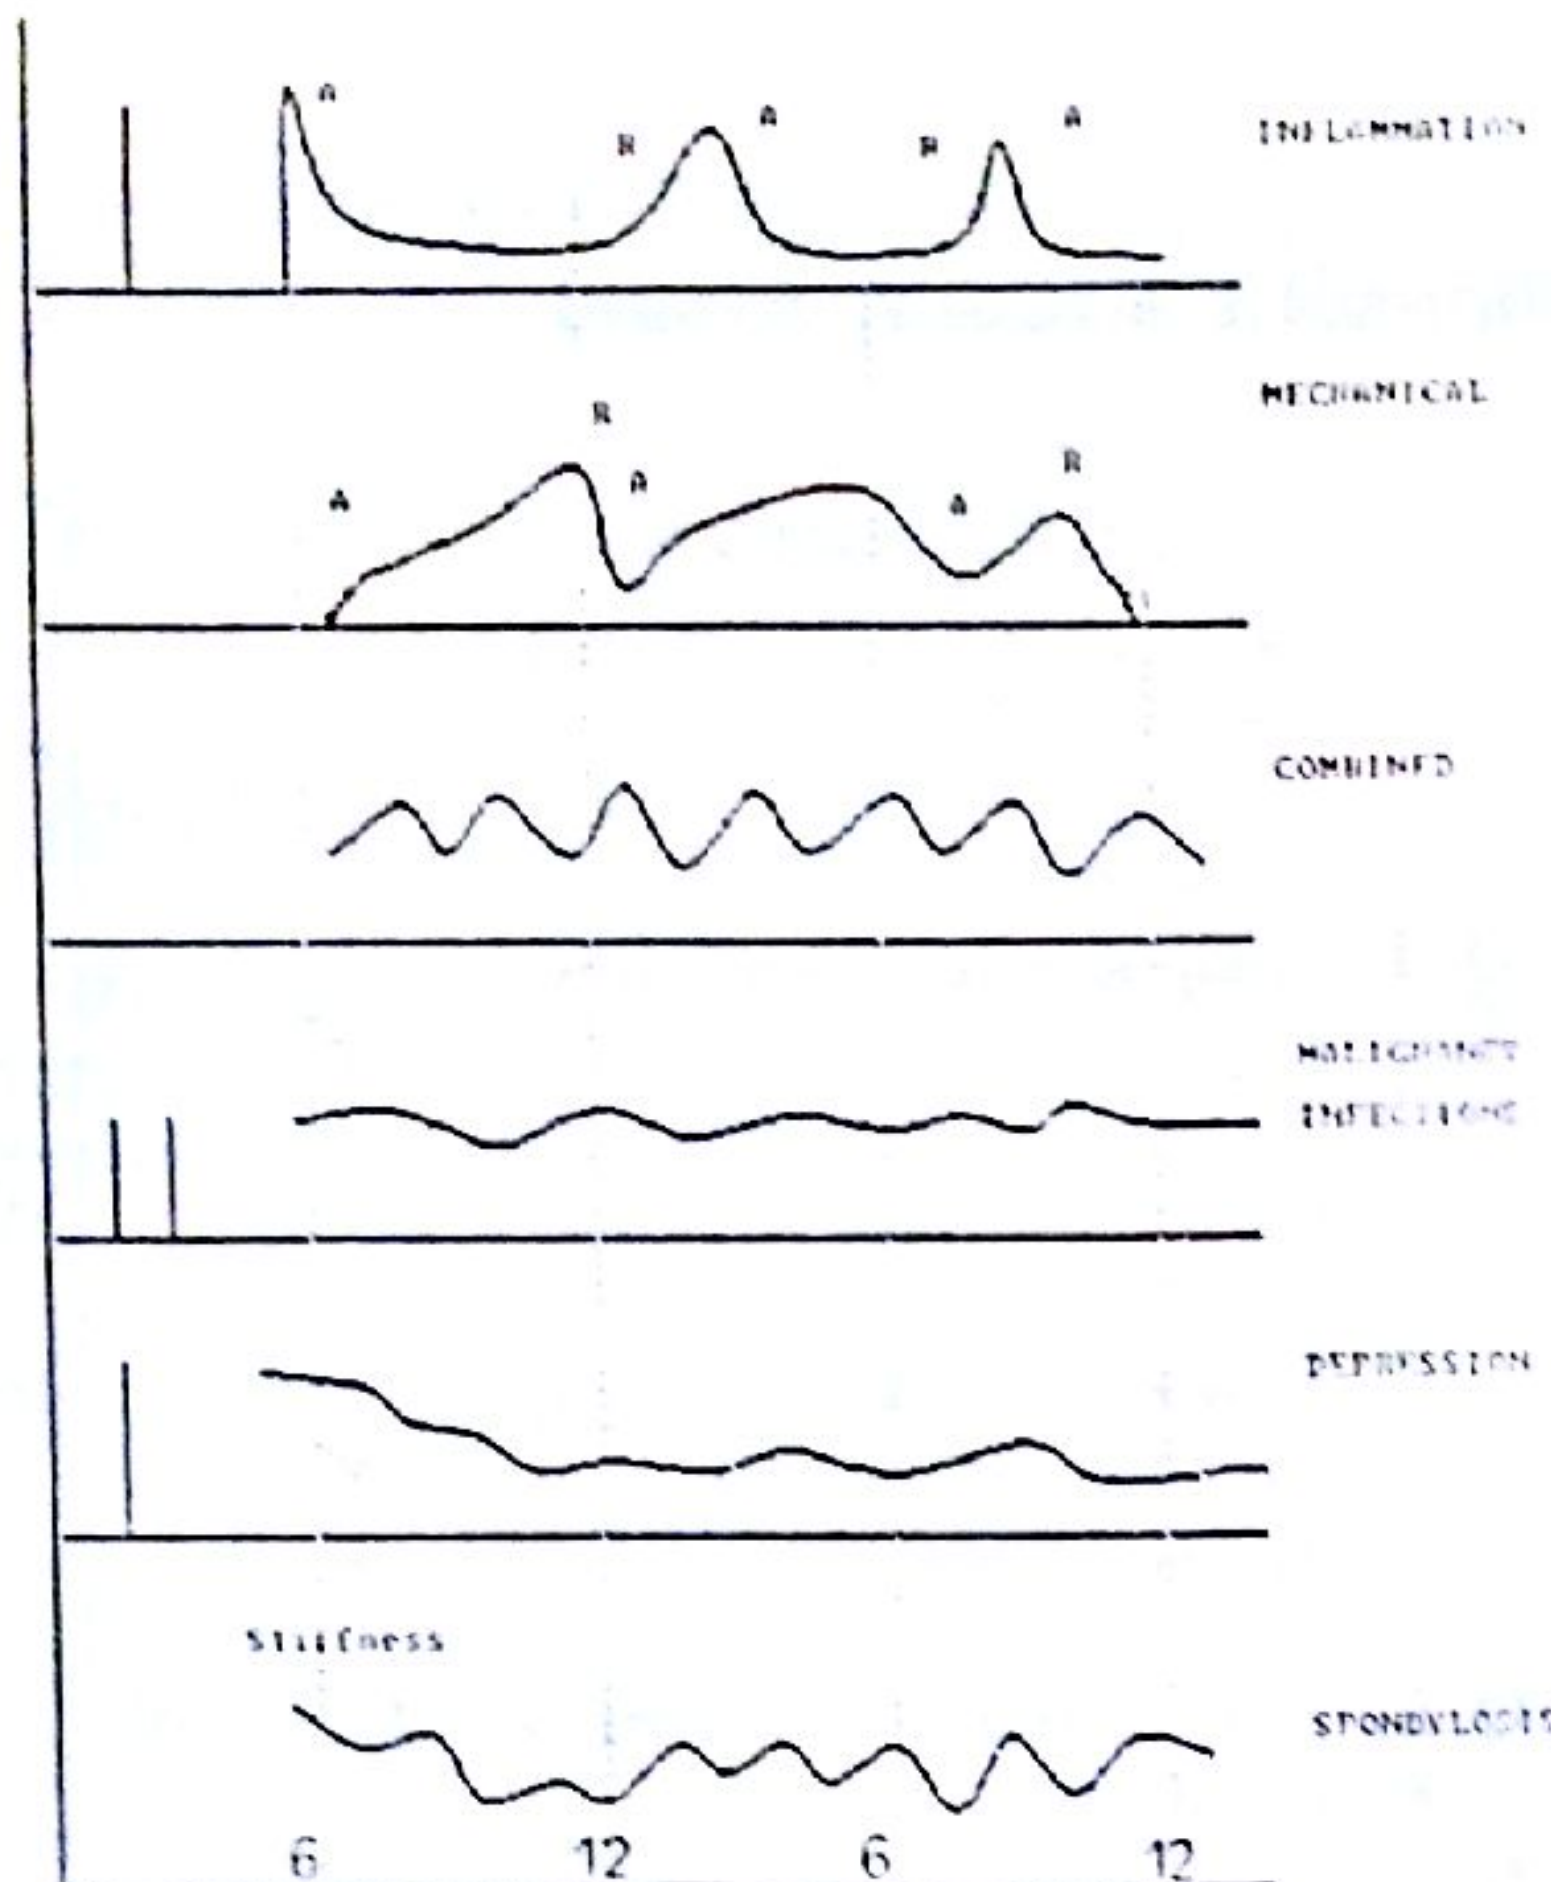 A
A
A
R
R
INFLAMMATION
MECHANICAL
R
R
A
A
A
COMBINED
MALIGNANCY
INFECTIONS
DEPRESSION
Stiffness
SPONDYLOSIS
6 12 6 12